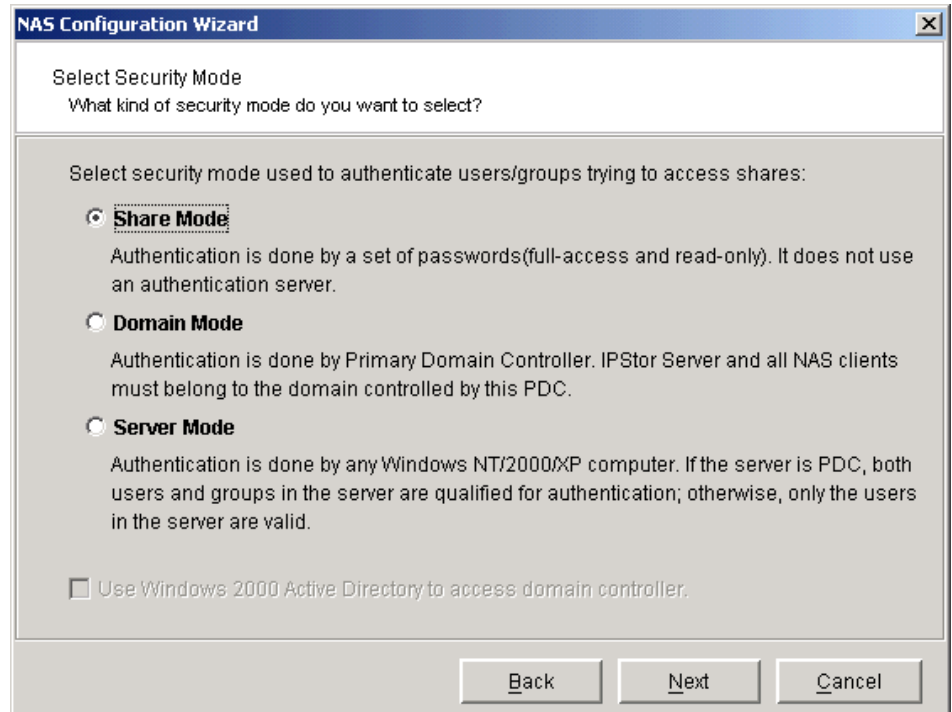 NAS Configuration Wizard
Select Security Mode
What kind of security mode do you want to select?
Select security mode used to authenticate users/groups trying to access shares:
Share Mode
Authentication is done by a set of passwords(full-access and read-only). It does not use
an authentication server.
Domain Mode
Authentication is done by Primary Domain Controller. IPStor Server and all NAS clients
must belong to the domain controlled by this PDC.
Server Mode
Authentication is done by any Windows NT/2000/XP computer. If the server is PDC, both
users and groups in the server are qualified for authentication; otherwise, only the users
in the server are valid.
Use Windows 2000 Active Directory to access domain controller.
Back Next Cancel